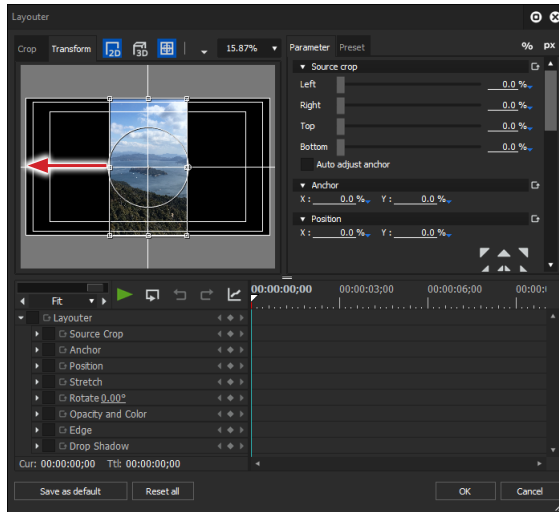 Layouter
Crop Transform 2D 3D 15.87% Parameter Preset % px
Source crop
Left 0.0 %
Right 0.0 %
Top 0.0 %
Bottom 0.0 %
Auto adjust anchor
Anchor
X : 0.0 % Y : 0.0 %
Position
X : 0.0 % Y : 0.0 %
Fit 00:00:00;00 00:00:03;00 00:00:06;00 00:00:
Layouter
Source Crop
Anchor
Position
Stretch
Rotate 0.00°
Opacity and Color
Edge
Drop Shadow
Cur: 00:00:00;00 Ttl: 00:00:00;00
Save as default Reset all OK Cancel